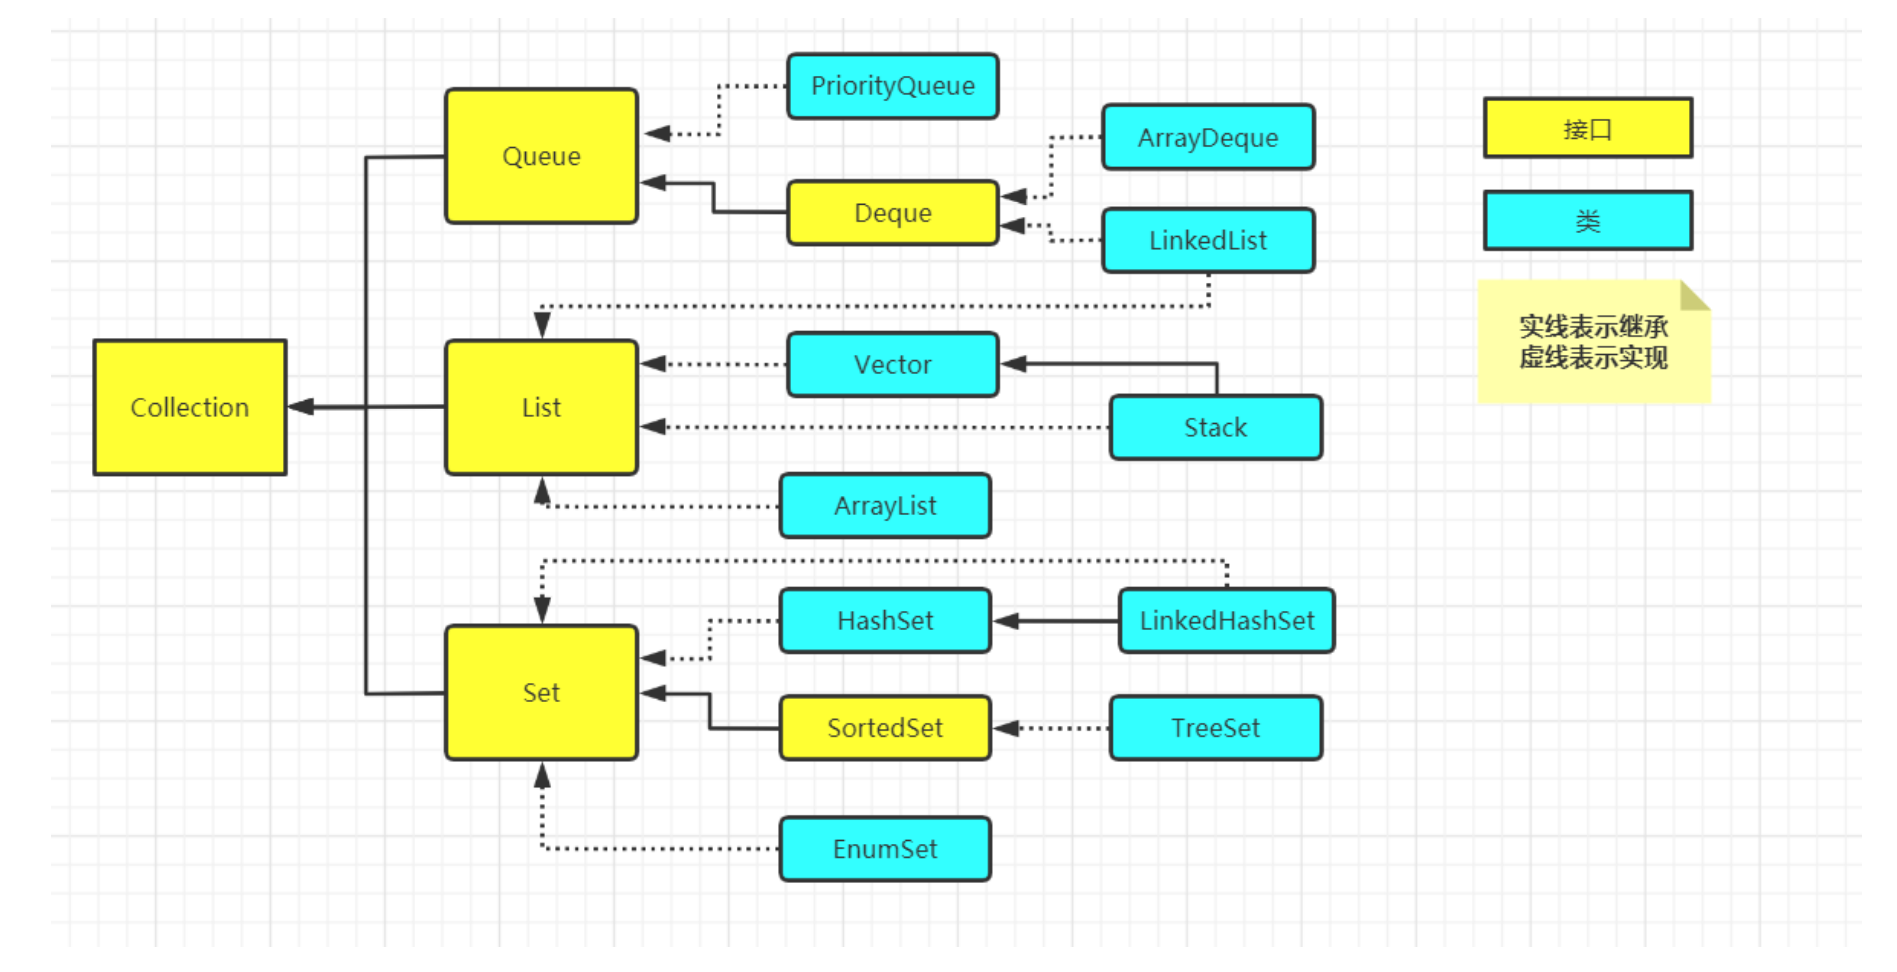 PriorityQueue
ArrayDeque
接口
Queue
Deque
类
LinkedList
实线表示继承
虚线表示实现
Vector
Collection
List
Stack
ArrayList
HashSet
LinkedHashSet
Set
SortedSet
TreeSet
EnumSet